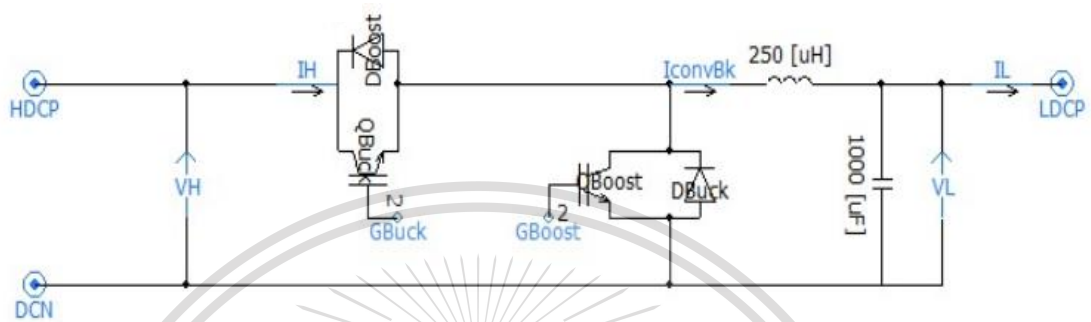 DBoost
250 [uH]
IH
IconvBk
IL
HDCP
LDCP
QBuck
1000 [uF]
VH
QBoost
DBuck
VL
2
2
GBuck
GBoost
DCN